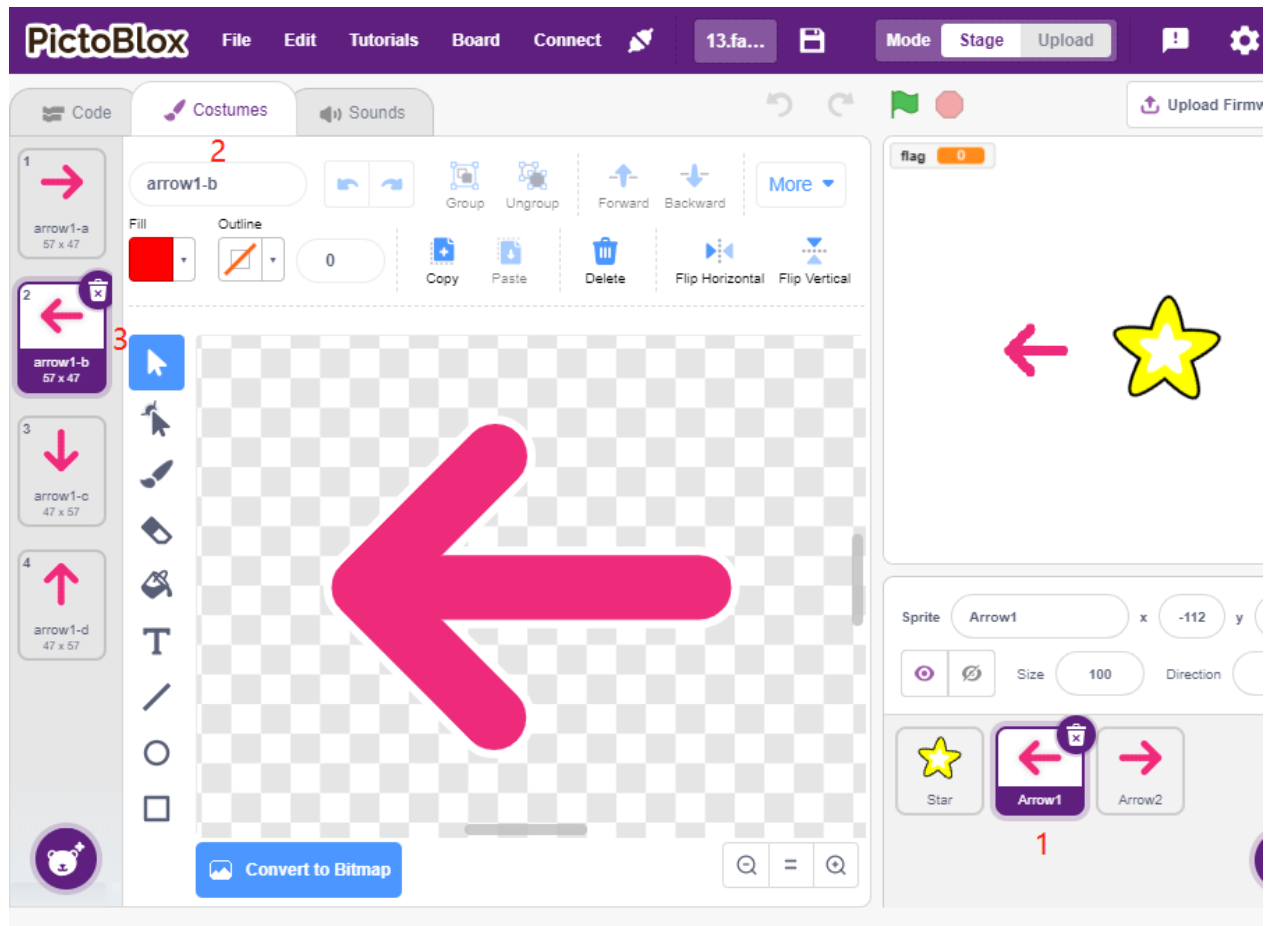 PictoBlox File Edit Tutorials Board Connect 13.fa... Mode Stage Upload
Code Costumes Sounds Upload Firmw
2
1
arrow1-a
57 x 47
2
arrow1-b
57 x 47
3
3
arrow1-c
47 x 57
4
arrow1-d
47 x 57
arrow1-b Group Ungroup Forward Backward More
Fill Outline
0 Copy Paste Delete Flip Horizontal Flip Vertical
T
Convert to Bitmap
flag 0
Sprite Arrow1 x -112 y
Size 100 Direction
Star Arrow1 Arrow2
1